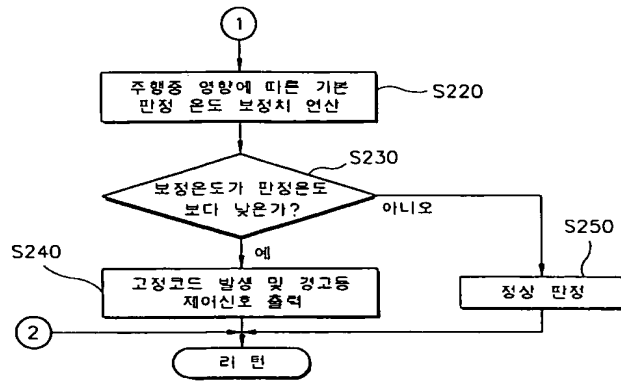 1
주행중 영향에 따른 기본
판정 온도 보정치 연산
S220
S230
보정온도가 판정온도
보다 낮은가?
아니오
예
S240
S250
고정코드 발생 및 경고등
제어신호 출력
정상 판정
2
리 턴